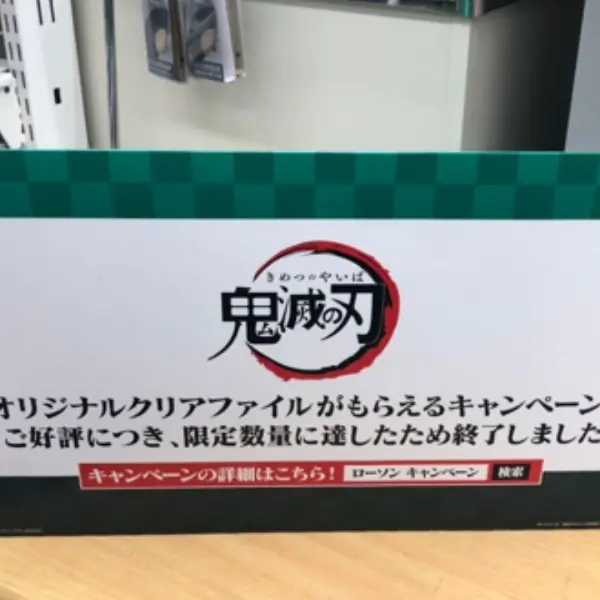 きめつのやいば
鬼滅の刃
オリジナルクリアファイルがもらえるキャンペーン
ご好評につき、限定数量に達したため終了しました
キャンペーンの詳細はこちら! ローソン キャンペーン 検索